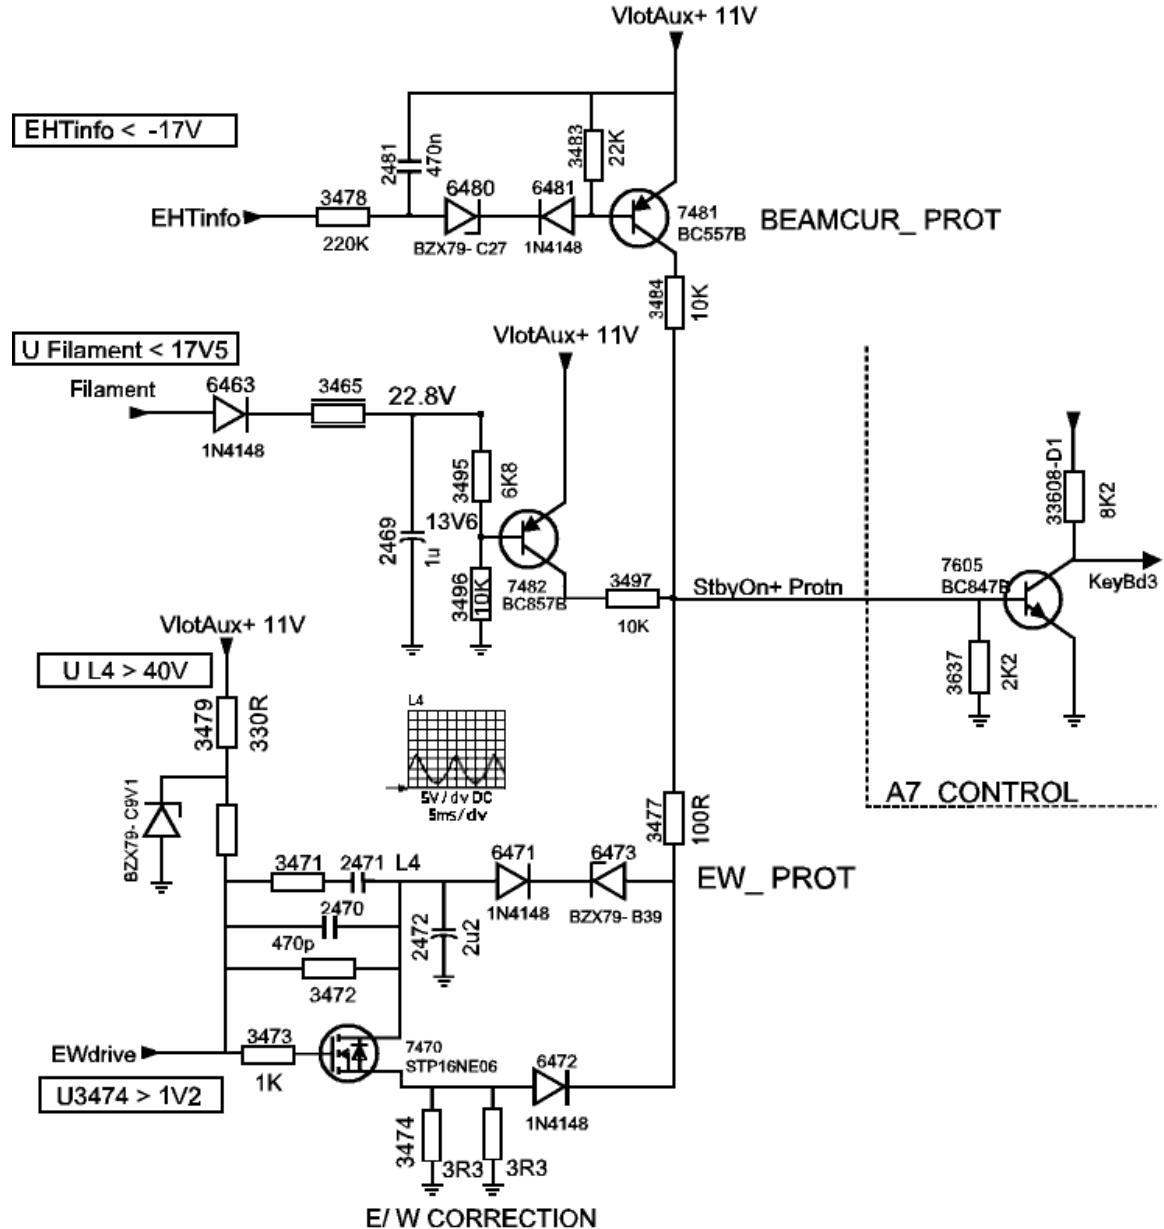 VlotAux+ 11V
EHTinfo < -17V
2481
470n
3483
22K
6480
6481
3478
EHTinfo
220K
BZX79- C27
1N4148
7481
BC557B
BEAMCUR_ PROT
3484
10K
VlotAux+ 11V
U Filament < 17V5
Filament
6463
3465
22.8V
1N4148
3495
6K8
33608-D1
8K2
2469
1u
13V6
3496
10K
7482
BC857B
3497
10K
StbyOn+ Protn
7605
BC847B
KeyBd3
3637
2K2
VlotAux+ 11V
U L4 > 40V
3479
330R
L4
5V / div DC
5ms / div
A7 CONTROL
BZX79- C9V1
3477
100R
3471
2471
L4
6471
6473
EW_ PROT
1N4148
BZX79- B39
2470
470p
2472
2u2
3472
EWdrive
3473
1K
7470
STP16NE06
6472
1N4148
U3474 > 1V2
3474
3R3
3R3
E/ W CORRECTION